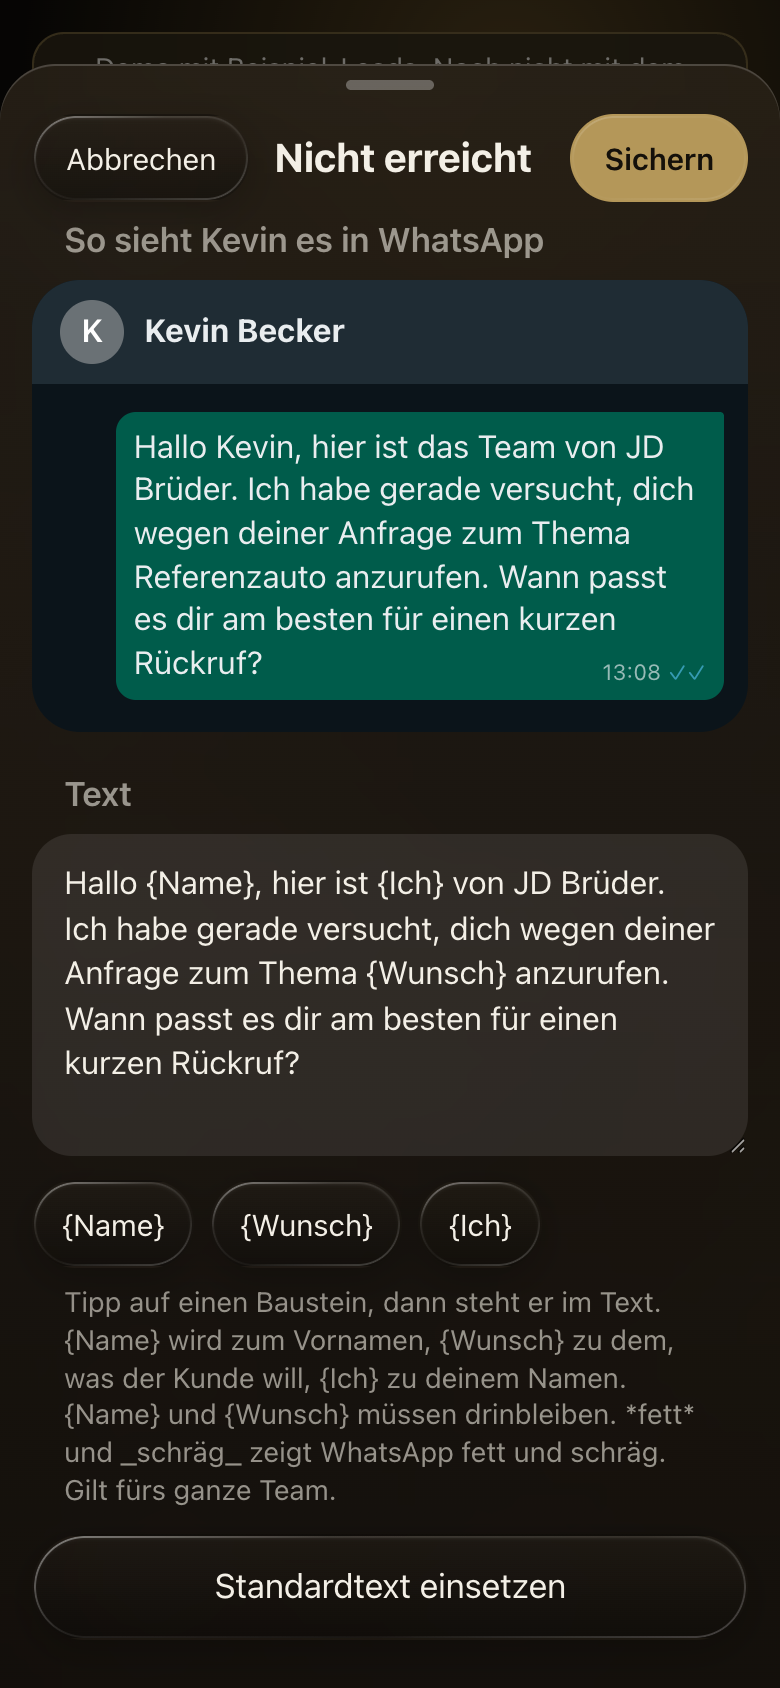 Abbrechen
Nicht erreicht
Sichern
So sieht Kevin es in WhatsApp
K
Kevin Becker
Hallo Kevin, hier ist das Team von JD
Brüder. Ich habe gerade versucht, dich
wegen deiner Anfrage zum Thema
Referenzauto anzurufen. Wann passt
es dir am besten für einen kurzen
Rückruf?
13:08
Text
Hallo {Name}, hier ist {Ich} von JD Brüder.
Ich habe gerade versucht, dich wegen deiner
Anfrage zum Thema {Wunsch} anzurufen.
Wann passt es dir am besten für einen
kurzen Rückruf?
{Name}
{Wunsch}
{Ich}
Tipp auf einen Baustein, dann steht er im Text.
{Name} wird zum Vornamen, {Wunsch} zu dem,
was der Kunde will, {Ich} zu deinem Namen.
{Name} und {Wunsch} müssen drinbleiben. *fett*
und _schräg_ zeigt WhatsApp fett und schräg.
Gilt fürs ganze Team.
Standardtext einsetzen